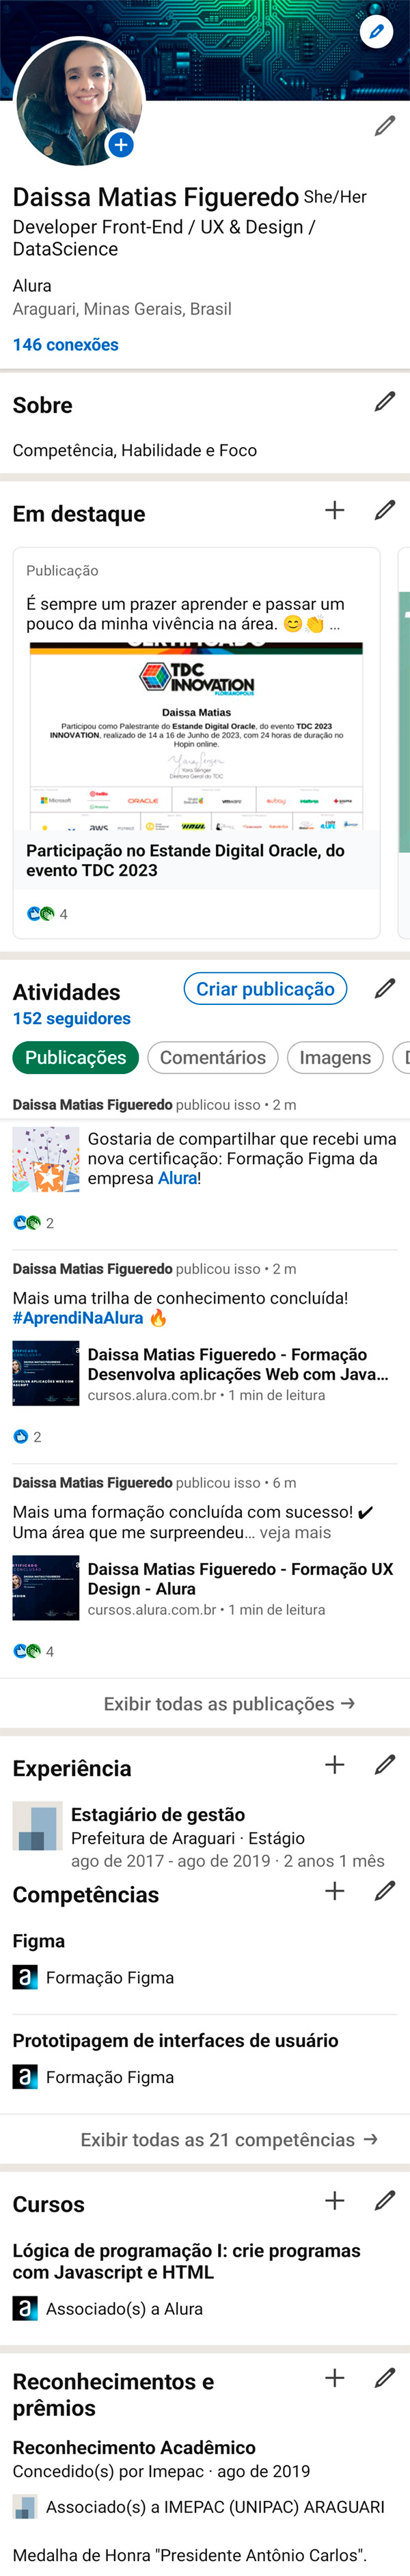 Daissa Matias Figueredo She/Her
Developer Front-End / UX & Design /
DataScience
Alura
Araguari, Minas Gerais, Brasil
146 conexões
Sobre
Competência, Habilidade e Foco
Em destaque
Publicação
É sempre um prazer aprender e passar um
pouco da minha vivência na área. 😊👏 ...
CERTIFICADO
TDC
INNOVATION
FLORIANÓPOLIS
Daissa Matias
Participou como Palestrante do Estande Digital Oracle, do evento TDC 2023
INNOVATION, realizado de 14 a 16 de Junho de 2023, com 24 horas de duração no
Hopin online.
Yara Senger
Diretora Geral do TDC
Microsoft ORACLE vmware
aws
Participação no Estande Digital Oracle, do
evento TDC 2023
4
Atividades
Criar publicação
152 seguidores
Publicações Comentários Imagens
Daissa Matias Figueredo publicou isso • 2 m
Gostaria de compartilhar que recebi uma
nova certificação: Formação Figma da
empresa Alura!
2
Daissa Matias Figueredo publicou isso • 2 m
Mais uma trilha de conhecimento concluída!
#AprendiNaAlura 🔥
Daissa Matias Figueredo - Formação
Desenvolva aplicações Web com Java...
cursos.alura.com.br • 1 min de leitura
2
Daissa Matias Figueredo publicou isso • 6 m
Mais uma formação concluída com sucesso! ✔
Uma área que me surpreendeu... veja mais
Daissa Matias Figueredo - Formação UX
Design - Alura
cursos.alura.com.br • 1 min de leitura
4
Exibir todas as publicações →
Experiência
Estagiário de gestão
Prefeitura de Araguari · Estágio
ago de 2017 - ago de 2019 · 2 anos 1 mês
Competências
Figma
a Formação Figma
Prototipagem de interfaces de usuário
a Formação Figma
Exibir todas as 21 competências →
Cursos
Lógica de programação I: crie programas
com Javascript e HTML
a Associado(s) a Alura
Reconhecimentos e
prêmios
Reconhecimento Acadêmico
Concedido(s) por Imepac · ago de 2019
Associado(s) a IMEPAC (UNIPAC) ARAGUARI
Medalha de Honra "Presidente Antônio Carlos".